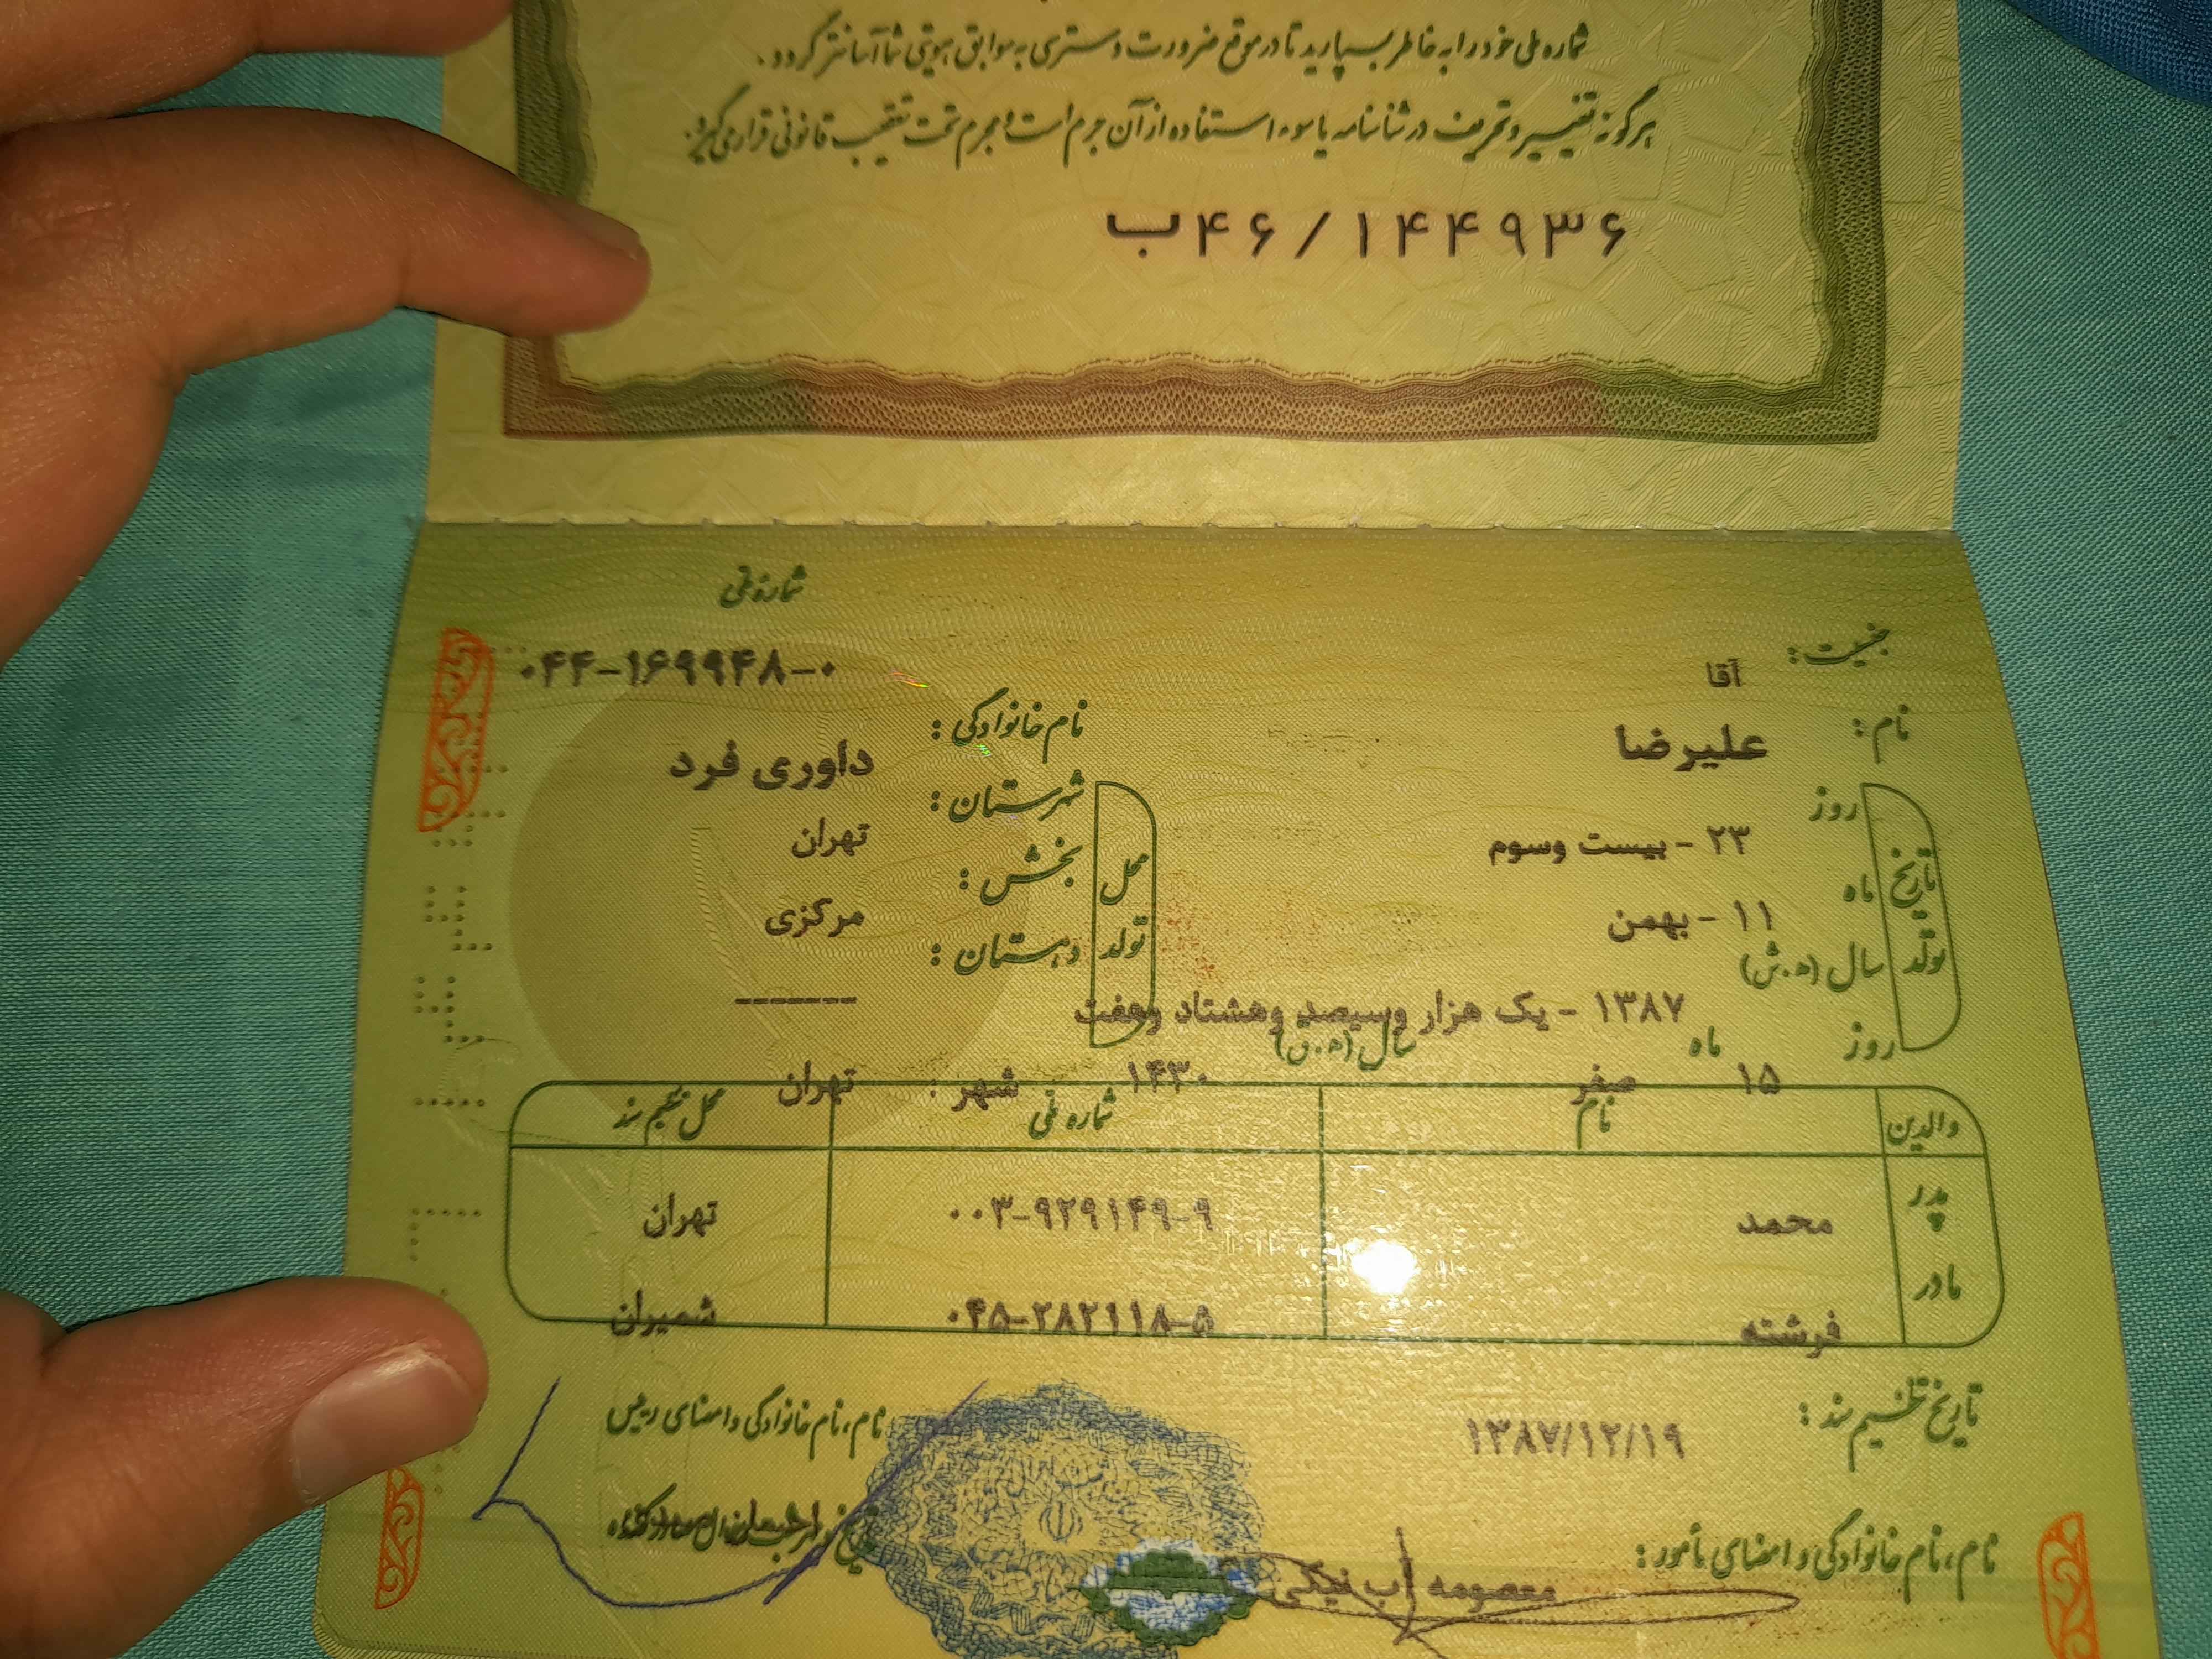 شماره ملی خود را به خاطر بسپارید تا در موقع ضرورت دسترسی به سوابق هویتی شما آسانتر گردد.
هرگونه تغییر و تحریف در شناسنامه یا سوء استفاده از آن جرم است و مجرم تحت تعقیب قانونی قرار می‌گیرد.
ب۴۶/۱۴۴۹۳۶
شماره ملی
جنسیت: آقا ۰۴۴-۱۶۹۹۴۸-۰
نام: علیرضا نام خانوادگی: داوری فرد
تاریخ تولد روز ۲۳ - بیست وسوم محل تولد شهرستان: تهران
ماه ۱۱ - بهمن بخش: مرکزی
سال (ه.ش) ۱۳۸۷ - یک هزار وسیصد وهشتاد وهفت دهستان: -------
روز ۱۵ ماه صفر سال (ه.ق) ۱۴۳۰ شهر: تهران
والدین نام شماره ملی محل تنظیم سند
پدر محمد ۰۰۳-۹۲۹۱۴۹-۹ تهران
مادر فرشته ۰۴۵-۲۸۲۱۱۸-۵ شمیران
تاریخ تنظیم سند: ۱۳۸۷/۱۲/۱۹ نام، نام خانوادگی و امضای رییس
نام، نام خانوادگی و امضای مأمور: معصومه آب نیکی